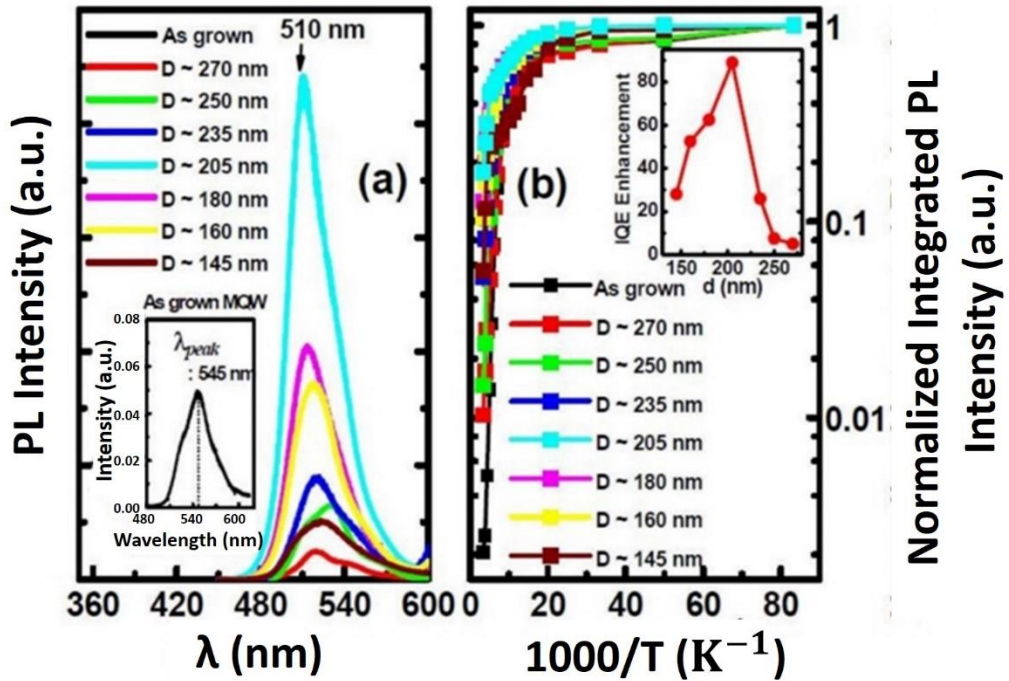 PL Intensity (a.u.)
As grown
D ~ 270 nm
D ~ 250 nm
D ~ 235 nm
D ~ 205 nm
D ~ 180 nm
D ~ 160 nm
D ~ 145 nm
510 nm
(a)
As grown MQW
Intensity (a.u.)
0.08
0.06
0.04
0.02
0.00
λpeak
: 545 nm
480 540 600
Wavelength (nm)
360 420 480 540 600
λ (nm)
(b)
IQE Enhancement
80
60
40
20
0
150 200 250
d (nm)
As grown
D ~ 270 nm
D ~ 250 nm
D ~ 235 nm
D ~ 205 nm
D ~ 180 nm
D ~ 160 nm
D ~ 145 nm
0 20 40 60 80
1000/T (K⁻¹)
1
0.1
0.01
Normalized Integrated PL
Intensity (a.u.)